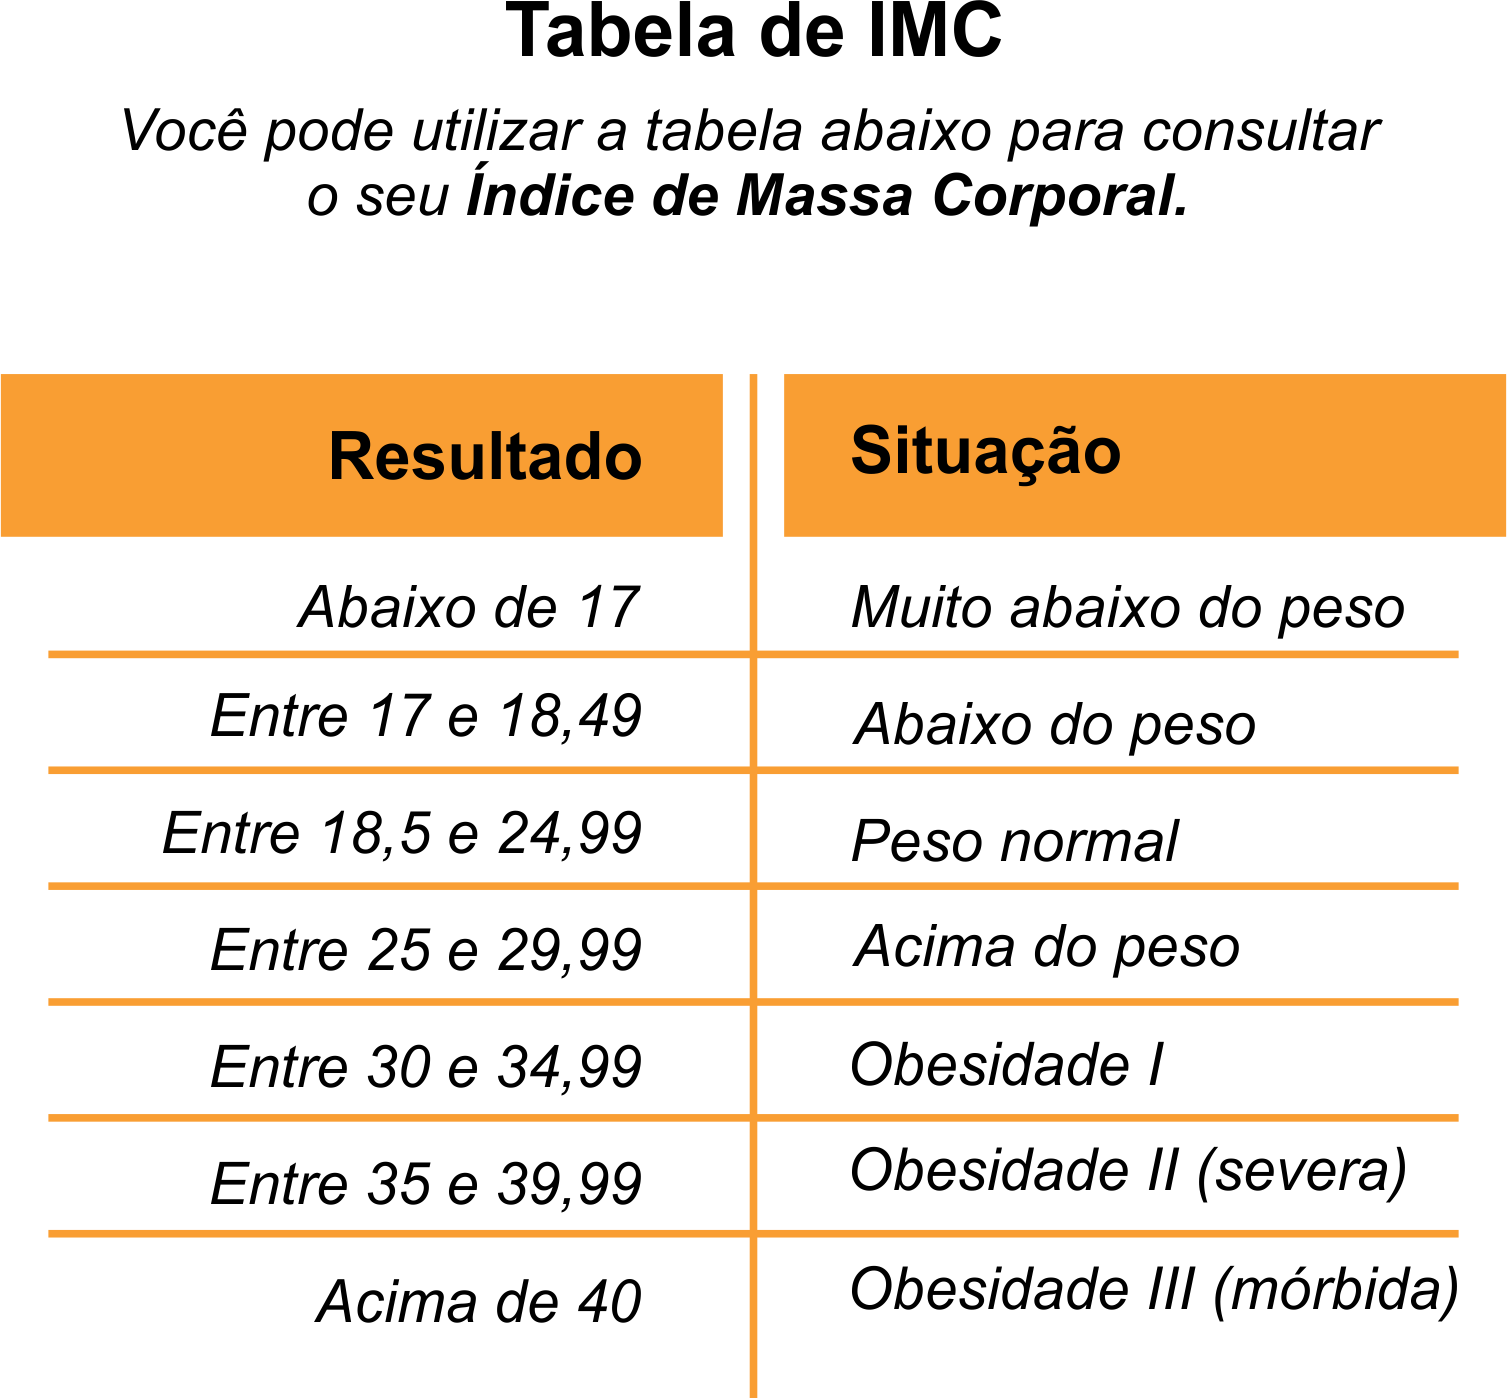 Tabela de IMC
Você pode utilizar a tabela abaixo para consultar
o seu Índice de Massa Corporal.
Resultado Situação
Abaixo de 17 Muito abaixo do peso
Entre 17 e 18,49 Abaixo do peso
Entre 18,5 e 24,99 Peso normal
Entre 25 e 29,99 Acima do peso
Entre 30 e 34,99 Obesidade I
Entre 35 e 39,99 Obesidade II (severa)
Acima de 40 Obesidade III (mórbida)